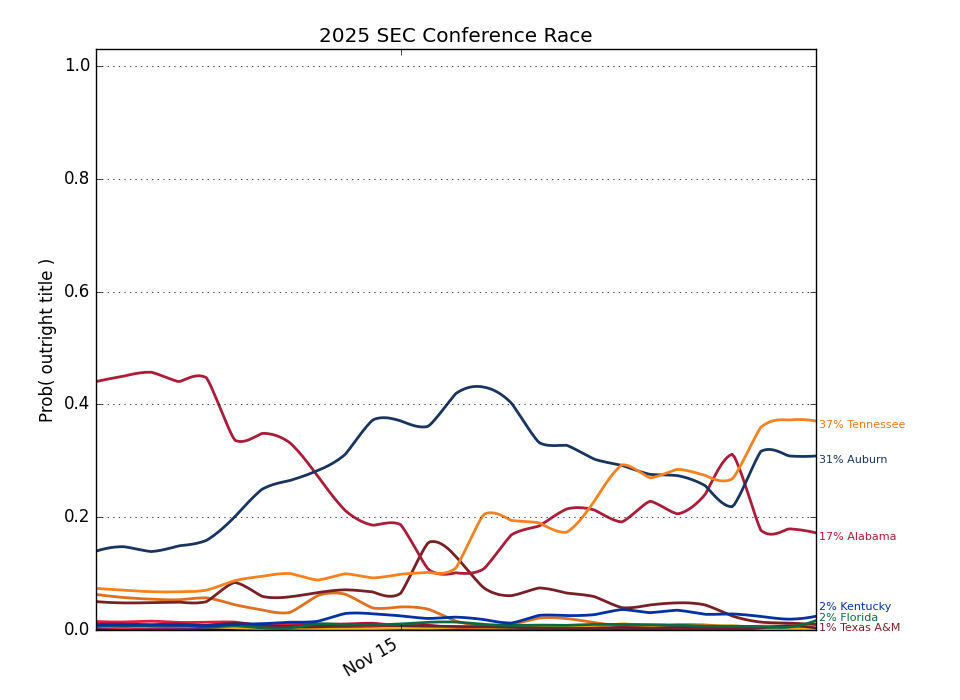 2025 SEC Conference Race
1.0
0.8
0.6
0.4
0.2
0.0
Prob( outright title )
Nov 15
37% Tennessee
31% Auburn
17% Alabama
2% Kentucky
2% Florida
1% Texas A&M